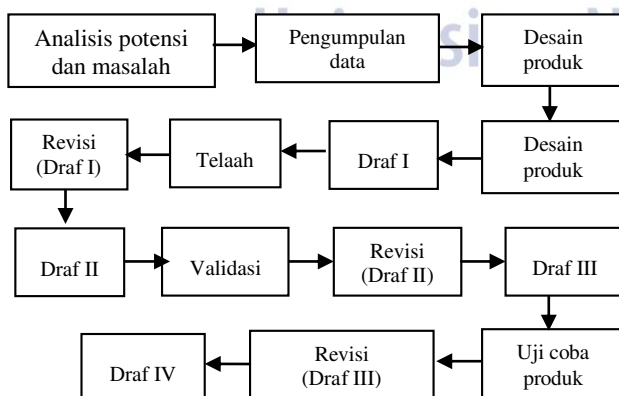 Analisis potensi
dan masalah
Pengumpulan
data
Desain
produk
Desain
produk
Draf I
Telaah
Revisi
(Draf I)
Draf II
Validasi
Revisi
(Draf II)
Draf III
Uji coba
produk
Revisi
(Draf III)
Draf IV